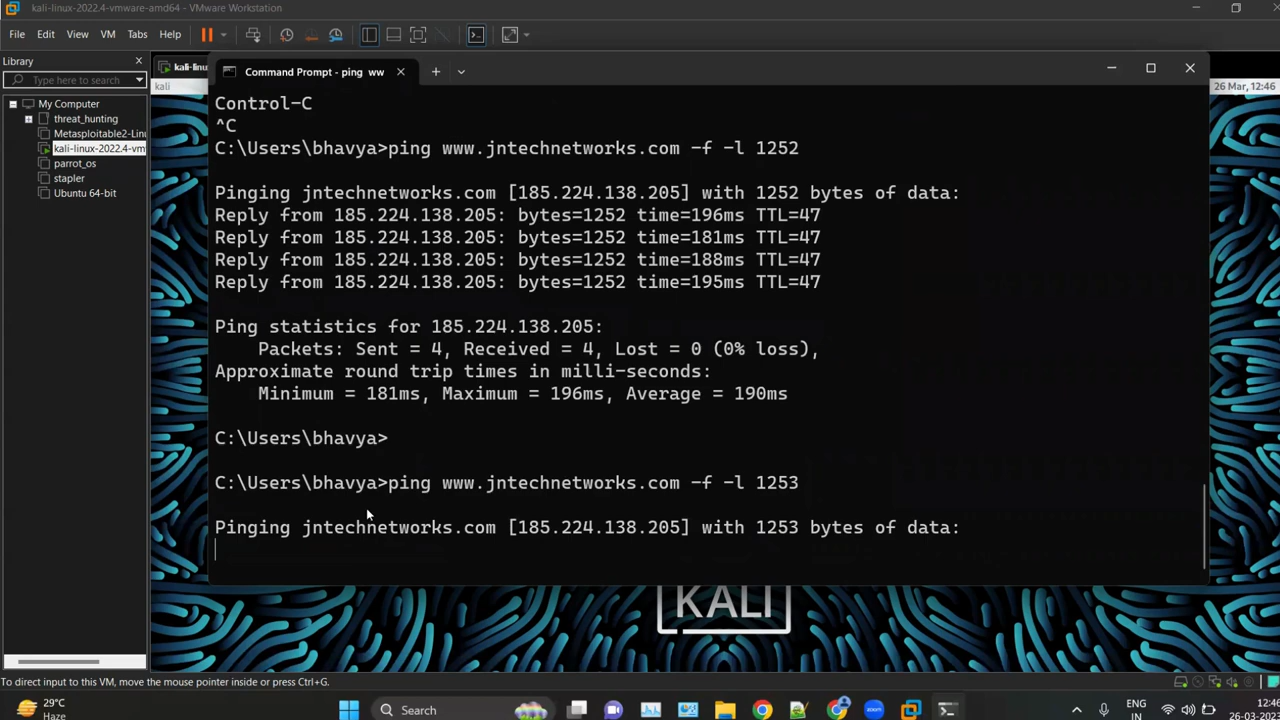 kali-linux-2022.4-vmware-amd64 - VMware Workstation
File Edit View VM Tabs Help
Library
Type here to search
My Computer
threat_hunting
Metasploitable2-Linu
kali-linux-2022.4-vm
parrot_os
stapler
Ubuntu 64-bit
kali-linu
kali
26 Mar, 12:46
Command Prompt - ping ww
Control-C
^C
C:\Users\bhavya>ping www.jntechnetworks.com -f -l 1252
Pinging jntechnetworks.com [185.224.138.205] with 1252 bytes of data:
Reply from 185.224.138.205: bytes=1252 time=196ms TTL=47
Reply from 185.224.138.205: bytes=1252 time=181ms TTL=47
Reply from 185.224.138.205: bytes=1252 time=188ms TTL=47
Reply from 185.224.138.205: bytes=1252 time=195ms TTL=47
Ping statistics for 185.224.138.205:
Packets: Sent = 4, Received = 4, Lost = 0 (0% loss),
Approximate round trip times in milli-seconds:
Minimum = 181ms, Maximum = 196ms, Average = 190ms
C:\Users\bhavya>
C:\Users\bhavya>ping www.jntechnetworks.com -f -l 1253
Pinging jntechnetworks.com [185.224.138.205] with 1253 bytes of data:
KALI
To direct input to this VM, move the mouse pointer inside or press Ctrl+G.
29°C
Haze
Search
zoom
ENG
IN
12:46
26-03-2023